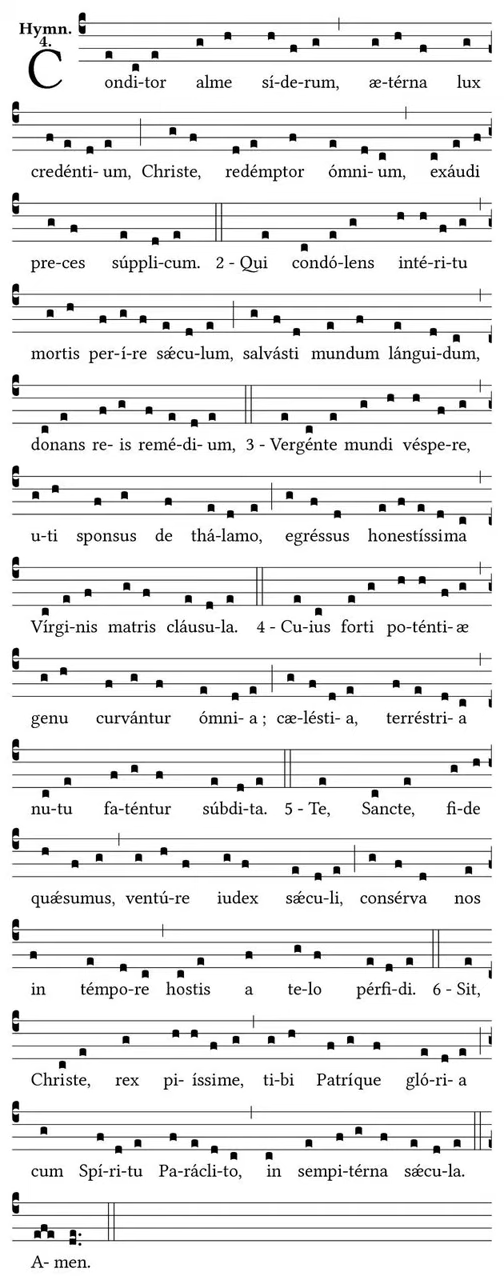 Hymn.
4.
Condi-tor alme sí-de-rum, æ-térna lux
credénti- um, Christe, redémptor ómni- um, exáudi
pre-ces súppli-cum. 2 - Qui condó-lens inté-ri-tu
mortis per-í-re sǽcu-lum, salvásti mundum lángui-dum,
donans re- is remé-di- um, 3 - Vergénte mundi véspe-re,
u-ti sponsus de thá-lamo, egréssus honestíssima
Vírgi-nis matris cláusu-la. 4 - Cu-ius forti po-ténti- æ
genu curvántur ómni- a ; cæ-lésti- a, terréstri- a
nu-tu fa-téntur súbdi-ta. 5 - Te, Sancte, fi-de
quǽsumus, ventú-re iudex sǽcu-li, consérva nos
in témpo-re hostis a te-lo pérfi-di. 6 - Sit,
Christe, rex pi- íssime, ti-bi Patríque gló-ri- a
cum Spí-ri-tu Pa-rácli-to, in sempi-térna sǽcu-la.
A- men.